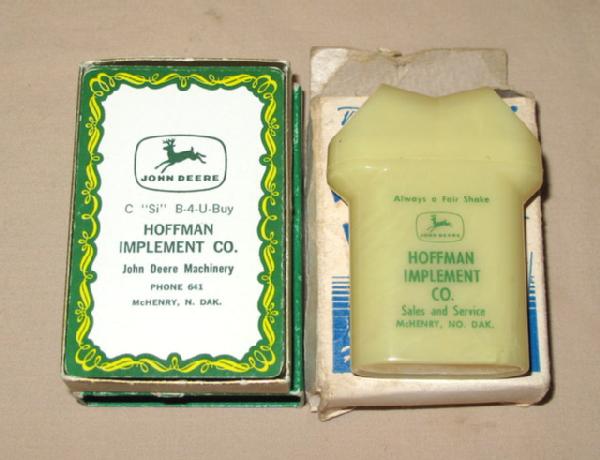 JOHN DEERE
C "Si" B-4-U-Buy
HOFFMAN
IMPLEMENT CO.
John Deere Machinery
PHONE 641
McHENRY, N. DAK.
Always a Fair Shake
JOHN DEERE
HOFFMAN
IMPLEMENT
CO.
Sales and Service
McHENRY, NO. DAK.